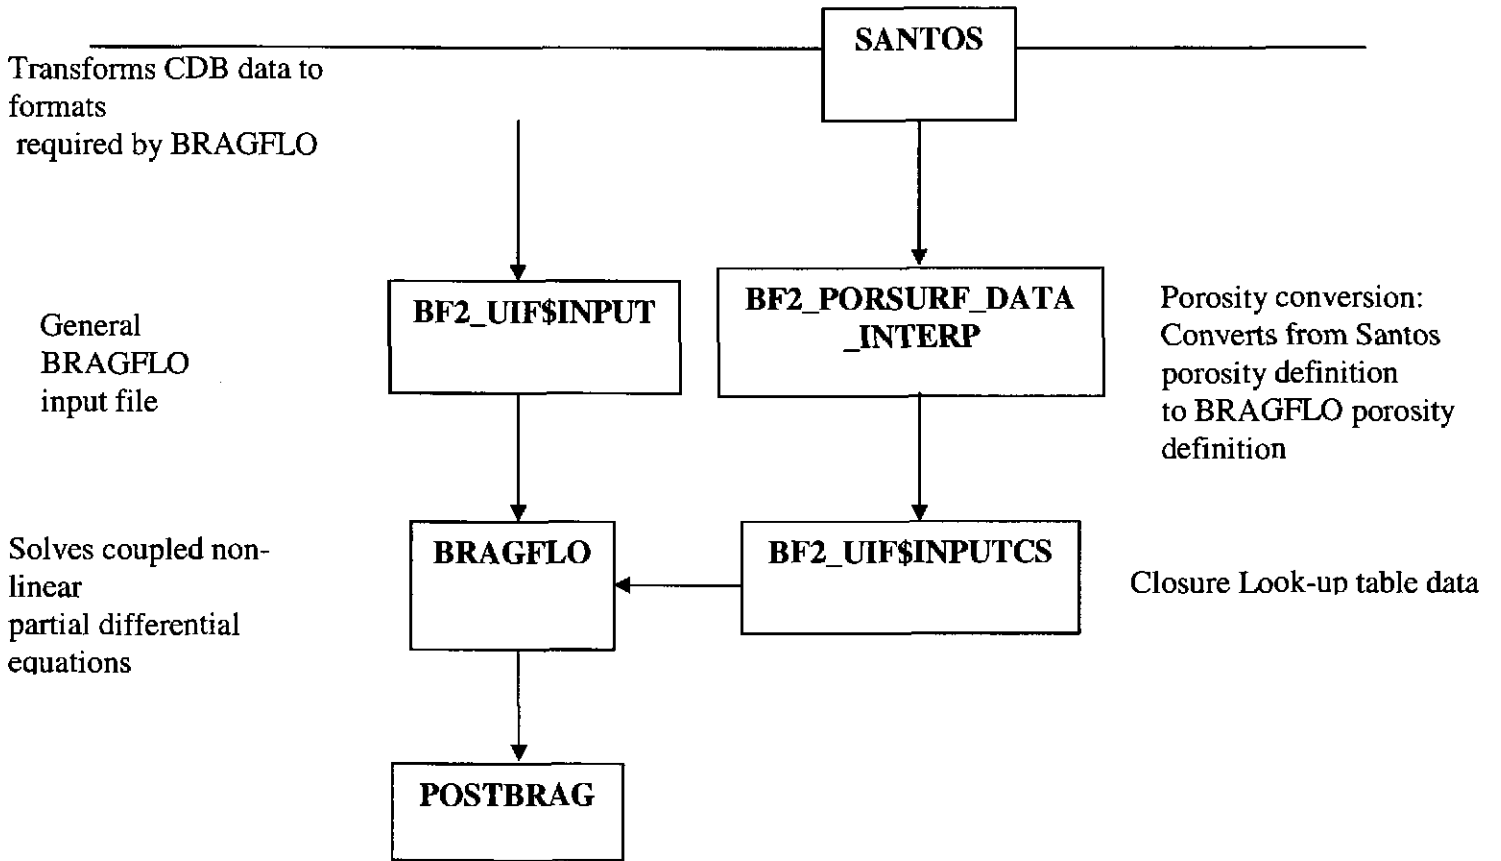 SANTOS
Transforms CDB data to
formats
required by BRAGFLO
BF2_UIF$INPUT
BF2_PORSURF_DATA
_INTERP
General
BRAGFLO
input file
Porosity conversion:
Converts from Santos
porosity definition
to BRAGFLO porosity
definition
Solves coupled non-
linear
partial differential
equations
BRAGFLO
BF2_UIF$INPUTCS
Closure Look-up table data
POSTBRAG